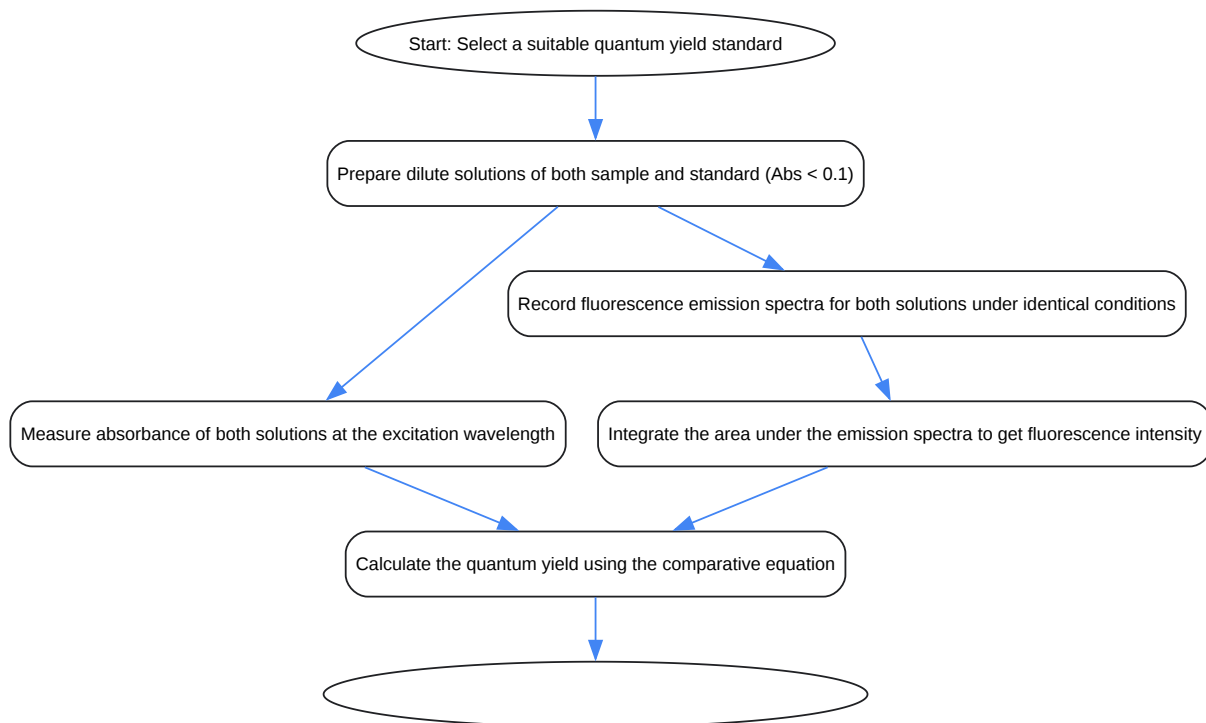 Start: Select a suitable quantum yield standard
Prepare dilute solutions of both sample and standard (Abs < 0.1)
Record fluorescence emission spectra for both solutions under identical conditions
Measure absorbance of both solutions at the excitation wavelength
Integrate the area under the emission spectra to get fluorescence intensity
Calculate the quantum yield using the comparative equation